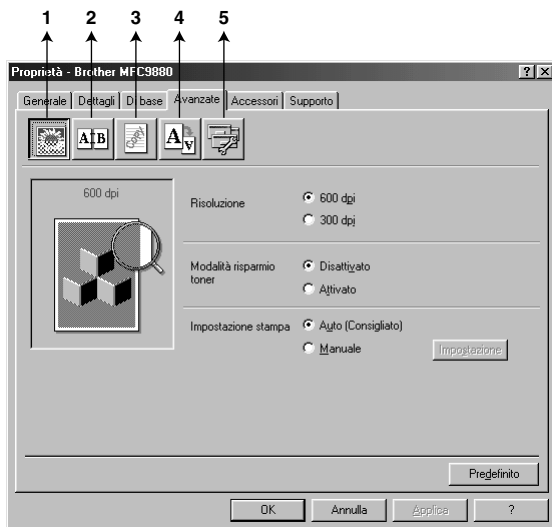 1 2 3 4 5
Proprietà - Brother MFC9880 ? ×
Generale Dettagli Di base Avanzate Accessori Supporto
A B Copy A A
600 dpi
Risoluzione
600 dpi
300 dpi
Modalità risparmio
toner
Disattivato
Attivato
Impostazione stampa
Auto (Consigliato)
Manuale
Impostazione
Predefinito
OK Annulla Applica ?